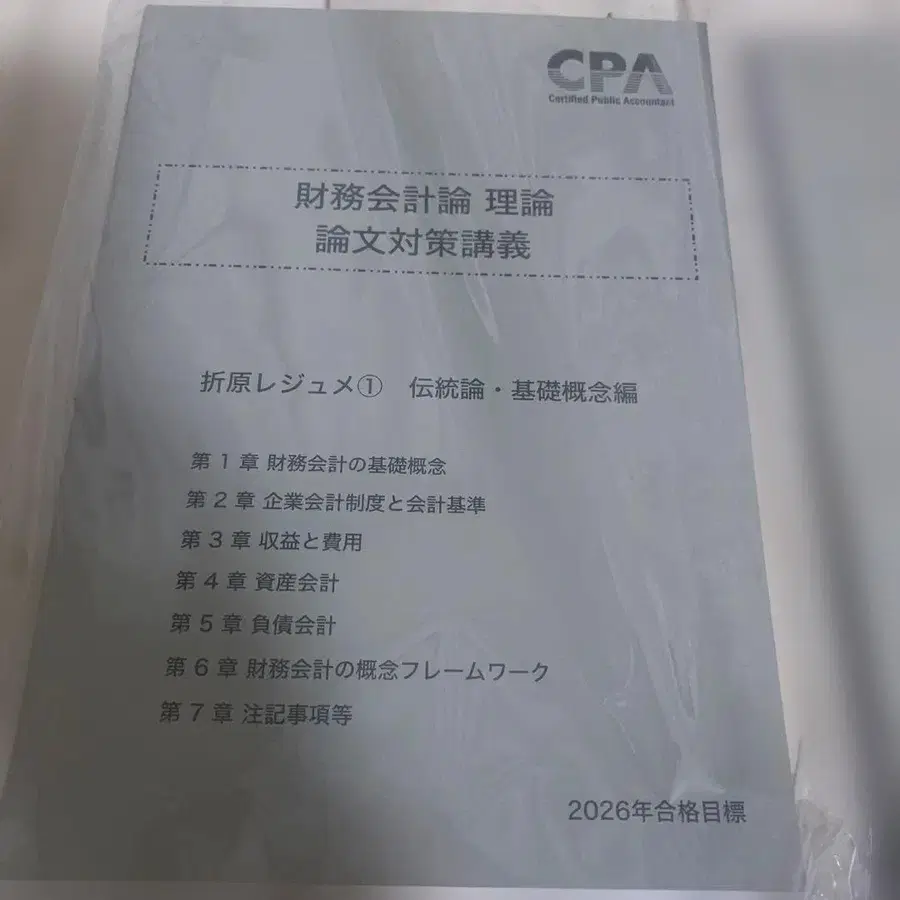 CPA
Certified Public Accountant
財務会計論 理論
論文対策講義
折原レジュメ① 伝統論・基礎概念編
第 1 章 財務会計の基礎概念
第 2 章 企業会計制度と会計基準
第 3 章 収益と費用
第 4 章 資産会計
第 5 章 負債会計
第 6 章 財務会計の概念フレームワーク
第 7 章 注記事項等
2026年合格目標